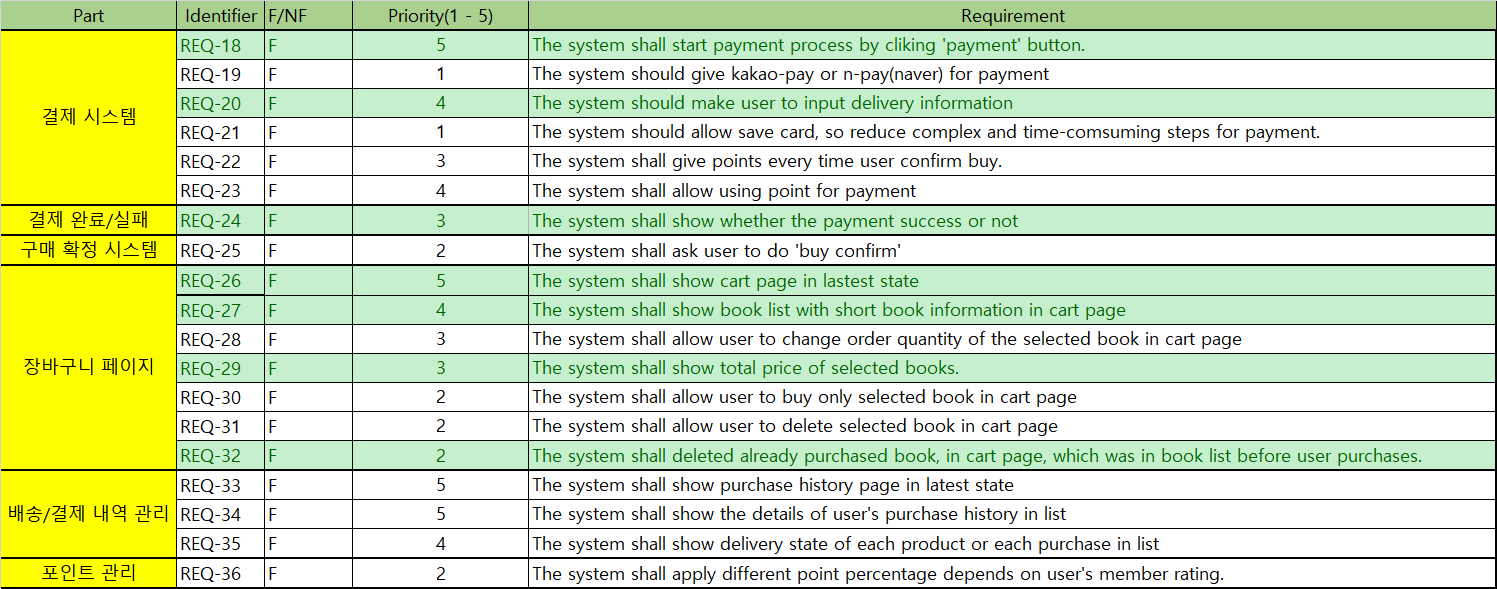 Part Identifier F/NF Priority(1 - 5) Requirement
결제 시스템
REQ-18 F 5 The system shall start payment process by cliking 'payment' button.
REQ-19 F 1 The system should give kakao-pay or n-pay(naver) for payment
REQ-20 F 4 The system should make user to input delivery information
REQ-21 F 1 The system should allow save card, so reduce complex and time-comsuming steps for payment.
REQ-22 F 3 The system shall give points every time user confirm buy.
REQ-23 F 4 The system shall allow using point for payment
결제 완료/실패 REQ-24 F 3 The system shall show whether the payment success or not
구매 확정 시스템 REQ-25 F 2 The system shall ask user to do 'buy confirm'
장바구니 페이지
REQ-26 F 5 The system shall show cart page in lastest state
REQ-27 F 4 The system shall show book list with short book information in cart page
REQ-28 F 3 The system shall allow user to change order quantity of the selected book in cart page
REQ-29 F 3 The system shall show total price of selected books.
REQ-30 F 2 The system shall allow user to buy only selected book in cart page
REQ-31 F 2 The system shall allow user to delete selected book in cart page
REQ-32 F 2 The system shall deleted already purchased book, in cart page, which was in book list before user purchases.
배송/결제 내역 관리
REQ-33 F 5 The system shall show purchase history page in latest state
REQ-34 F 5 The system shall show the details of user's purchase history in list
REQ-35 F 4 The system shall show delivery state of each product or each purchase in list
포인트 관리 REQ-36 F 2 The system shall apply different point percentage depends on user's member rating.